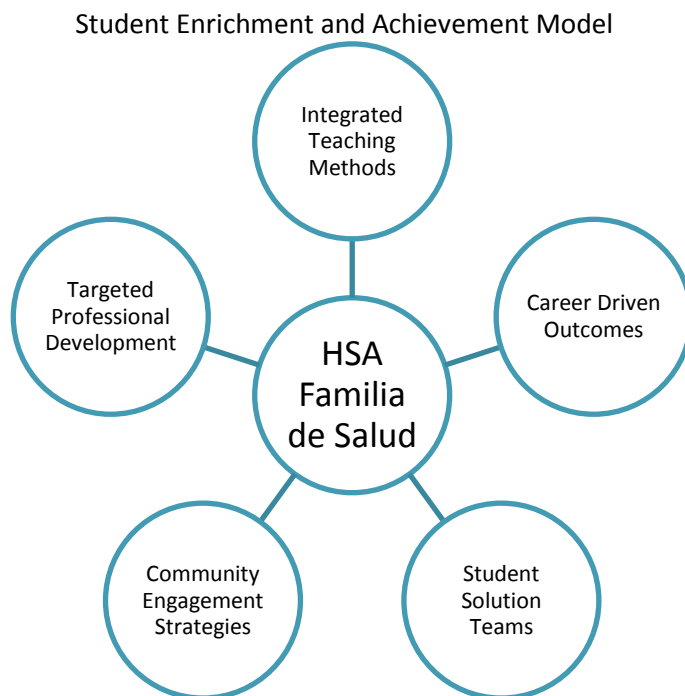 Student Enrichment and Achievement Model
Integrated
Teaching
Methods
Targeted
Professional
Development
Career Driven
Outcomes
HSA
Familia
de Salud
Community
Engagement
Strategies
Student
Solution
Teams